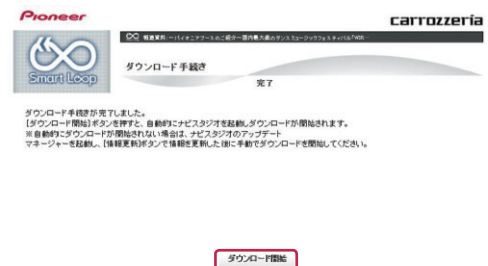 Pioneer
carrozzeria
Smart Loop
ダウンロード手続き
完了
ダウンロード手続きが完了しました。
[ダウンロード開始]ボタンを押すと、自動的にナビスタジオを起動しダウンロードが開始されます。
※自動的にダウンロードが開始されない場合は、ナビスタジオのアップデート
マネージャーを起動し、[情報更新]ボタンで情報を更新した後に手動でダウンロードを開始してください。
ダウンロード開始